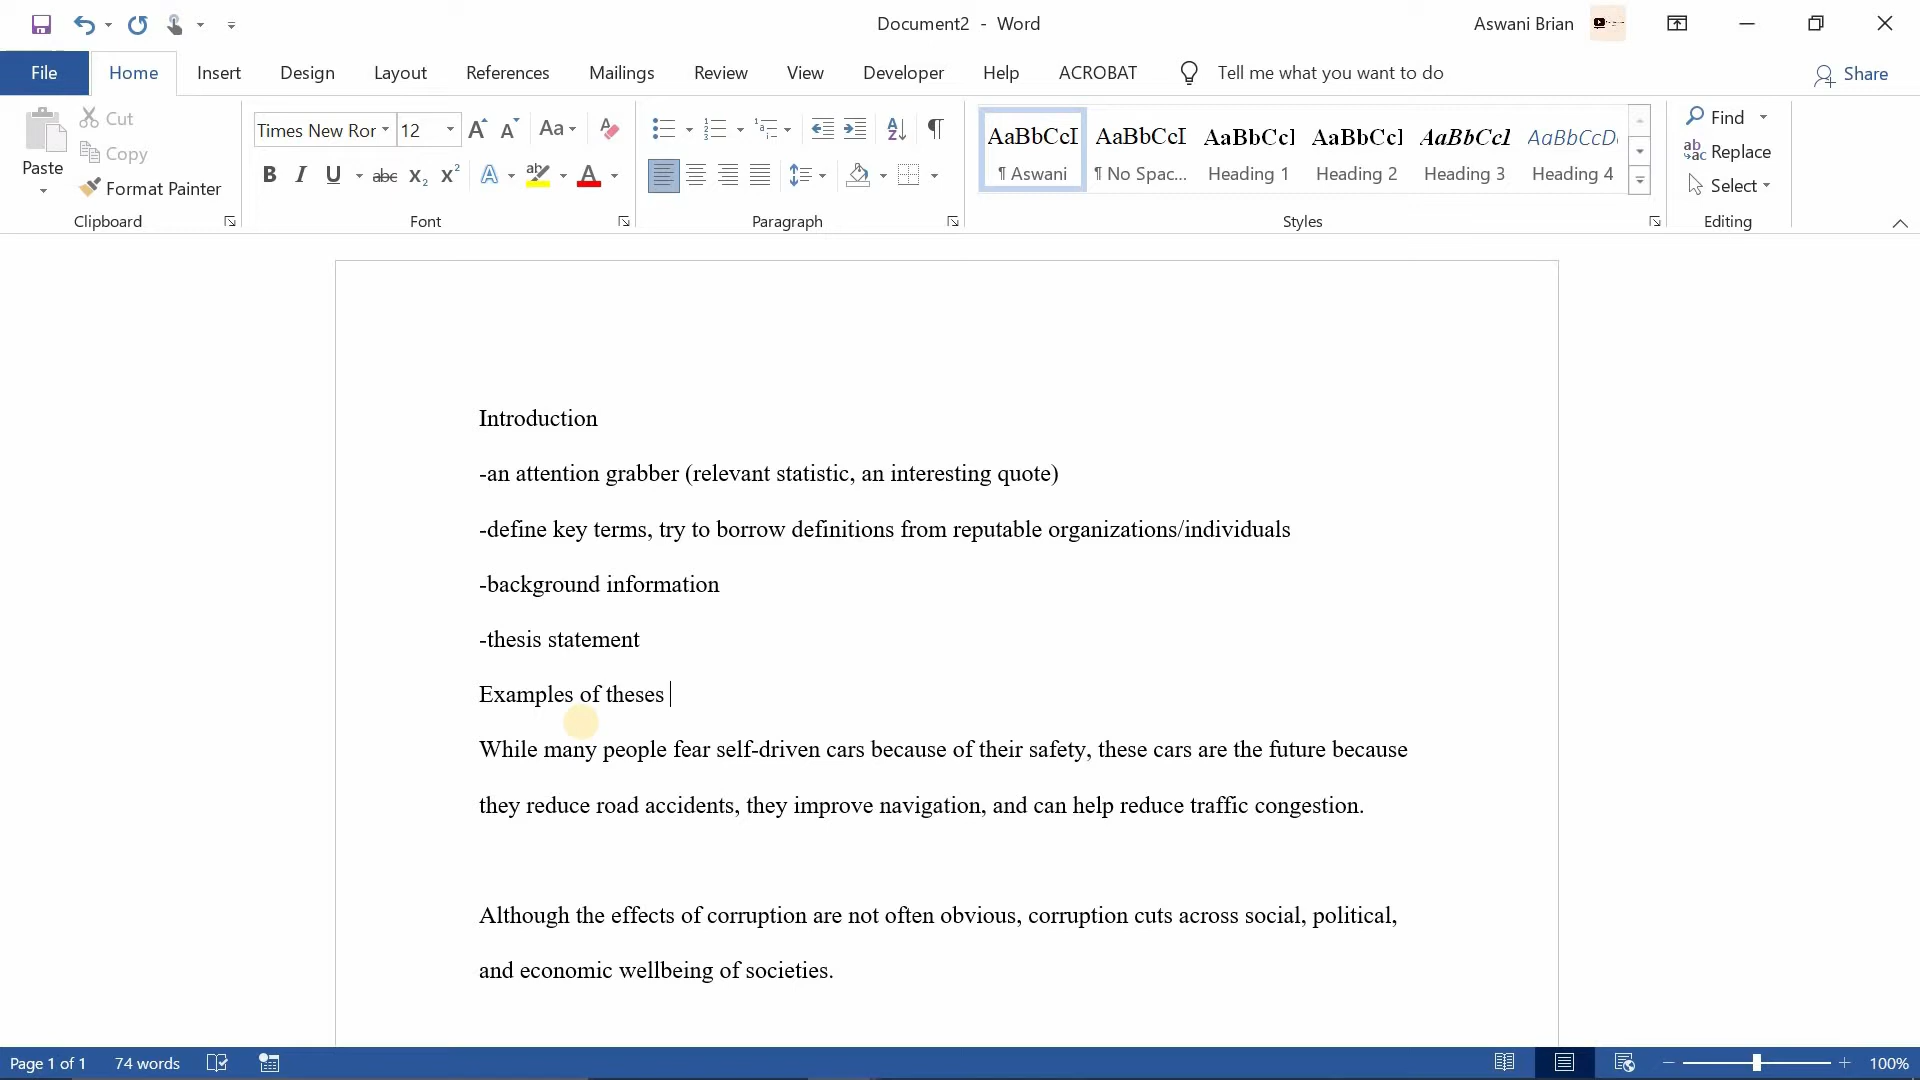 Document2 - Word
Aswani Brian
File Home Insert Design Layout References Mailings Review View Developer Help ACROBAT Tell me what you want to do Share
Paste
Cut
Copy
Format Painter
Clipboard
Times New Ror 12
Font
Paragraph
AaBbCcI AaBbCcI AaBbCcI AaBbCcI AaBbCcI AaBbCcDc
¶ Aswani ¶ No Spac... Heading 1 Heading 2 Heading 3 Heading 4
Styles
Find
Replace
Select
Editing
Introduction
-an attention grabber (relevant statistic, an interesting quote)
-define key terms, try to borrow definitions from reputable organizations/individuals
-background information
-thesis statement
Examples of theses
While many people fear self-driven cars because of their safety, these cars are the future because
they reduce road accidents, they improve navigation, and can help reduce traffic congestion.
Although the effects of corruption are not often obvious, corruption cuts across social, political,
and economic wellbeing of societies.
Page 1 of 1 74 words 100%